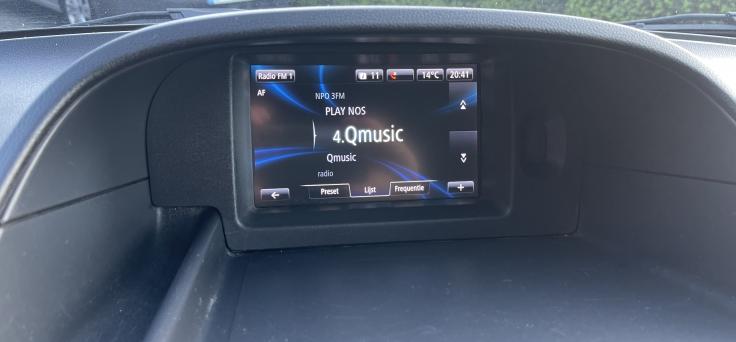 Radio FM 1 i 11 14°C 20:41
AF
NPO 3FM
PLAY NOS
4.Qmusic
Qmusic
radio
Preset Lijst Frequentie +